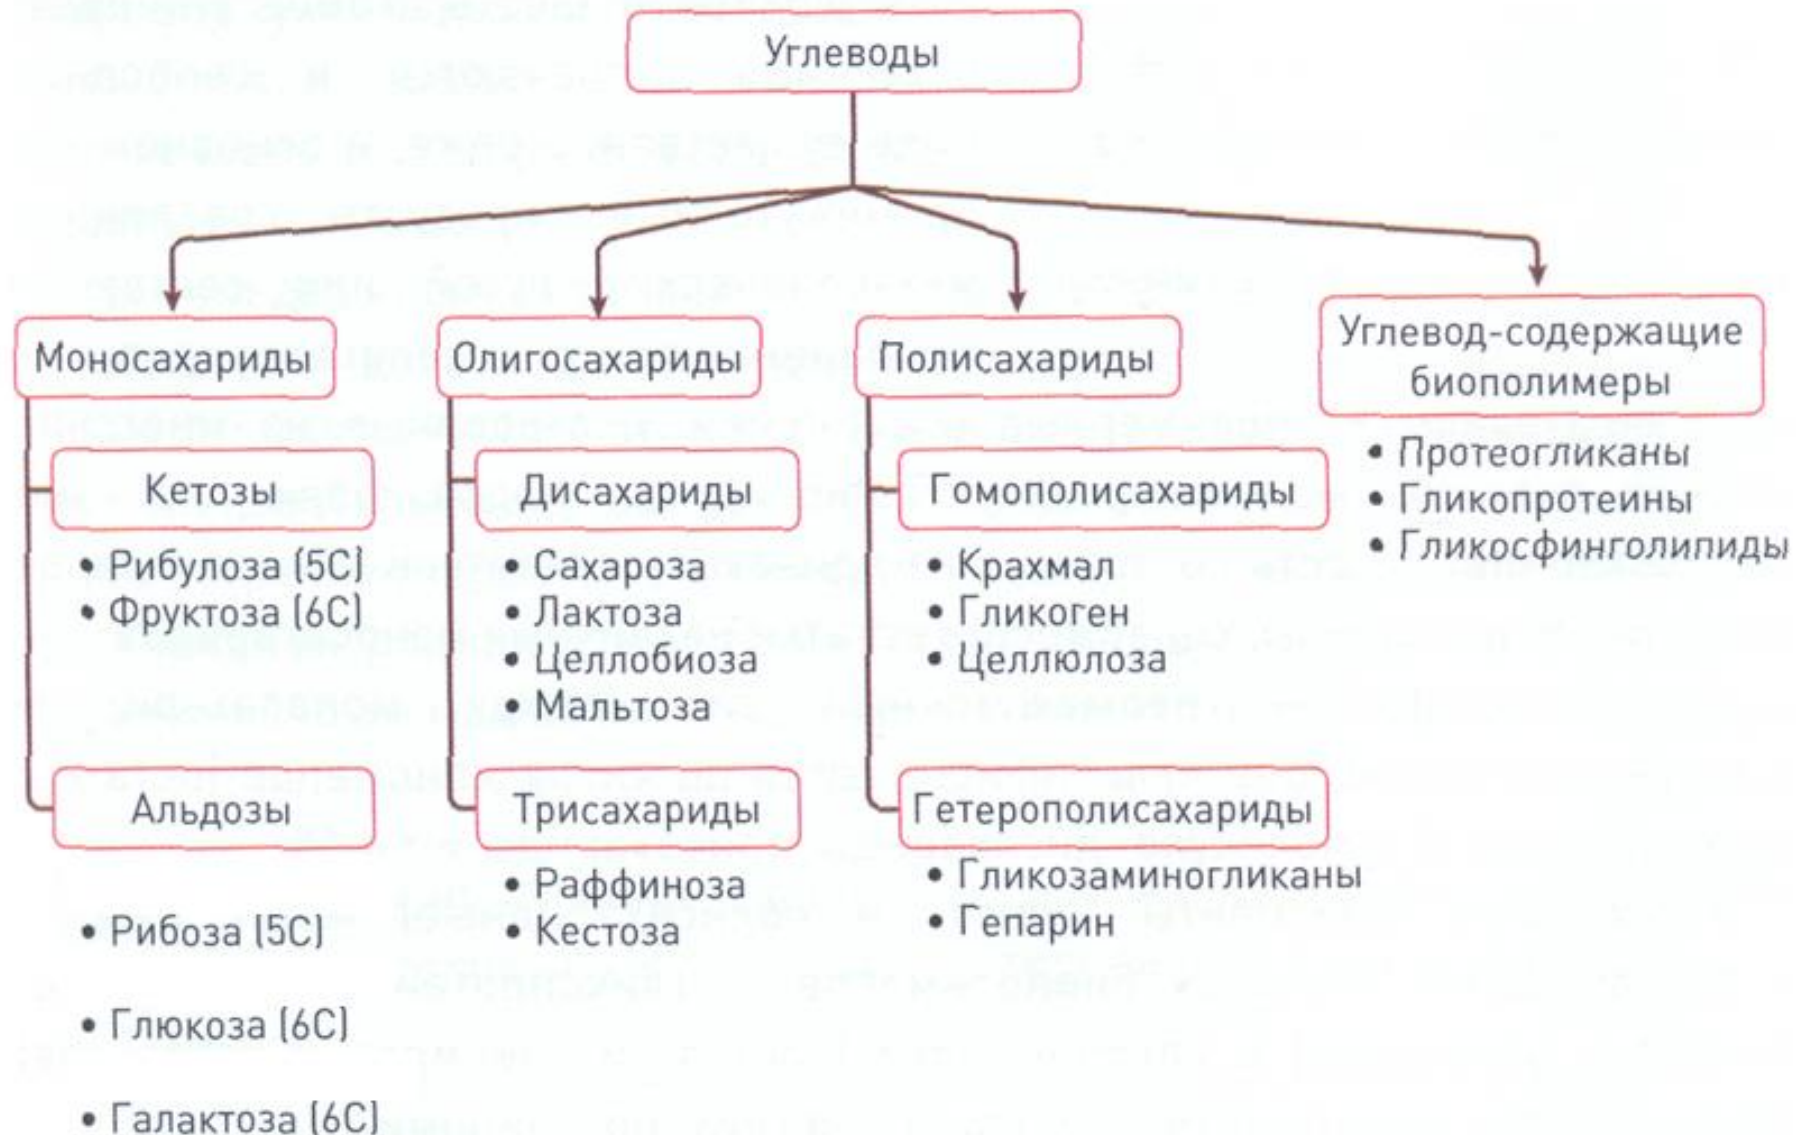 Углеводы
Моносахариды
Кетозы
• Рибулоза (5С)
• Фруктоза (6С)
Альдозы
• Рибоза (5С)
• Глюкоза (6С)
• Галактоза (6С)
Олигосахариды
Дисахариды
• Сахароза
• Лактоза
• Целлобиоза
• Мальтоза
Трисахариды
• Раффиноза
• Кестоза
Полисахариды
Гомополисахариды
• Крахмал
• Гликоген
• Целлюлоза
Гетерополисахариды
• Гликозаминогликаны
• Гепарин
Углевод-содержащие
биополимеры
• Протеогликаны
• Гликопротеины
• Гликосфинголипиды